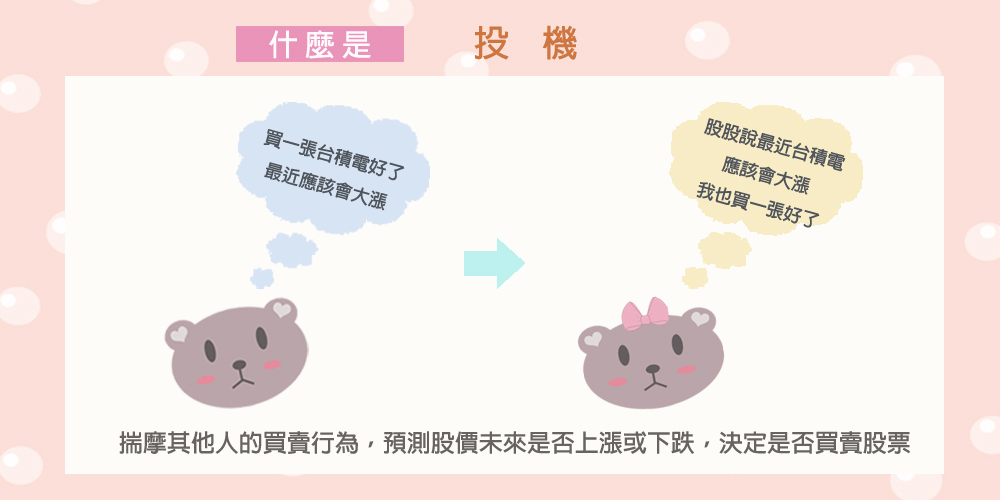 什麼是 投機
買一張台積電好了
最近應該會大漲
股股說最近台積電
應該會大漲
我也買一張好了
揣摩其他人的買賣行為，預測股價未來是否上漲或下跌，決定是否買賣股票